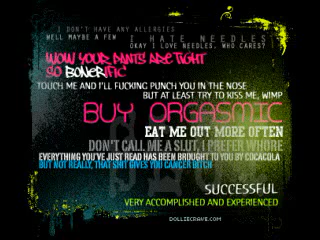 I DON'T HAVE ANY ALLERGIES
WELL MAYBE A FEW I HATE NEEDLES
OKAY I LOVE NEEDLES. WHO CARES?
WOW YOUR PANTS ARE TIGHT
SO BONERIFIC
TOUCH ME AND I'LL FUCKING PUNCH YOU IN THE NOSE
BUT AT LEAST TRY TO KISS ME, WIMP
BUY ORGASMIC
EAT ME OUT MORE OFTEN
DON'T CALL ME A SLUT, I PREFER WHORE
EVERYTHING YOU'VE JUST READ HAS BEEN BROUGHT TO YOU BY COCACOLA
BUT NOT REALLY, THAT SHIT GIVES YOU CANCER BITCH
SUCCESSFUL
VERY ACCOMPLISHED AND EXPERIENCED
DOLLIECRAVE.COM